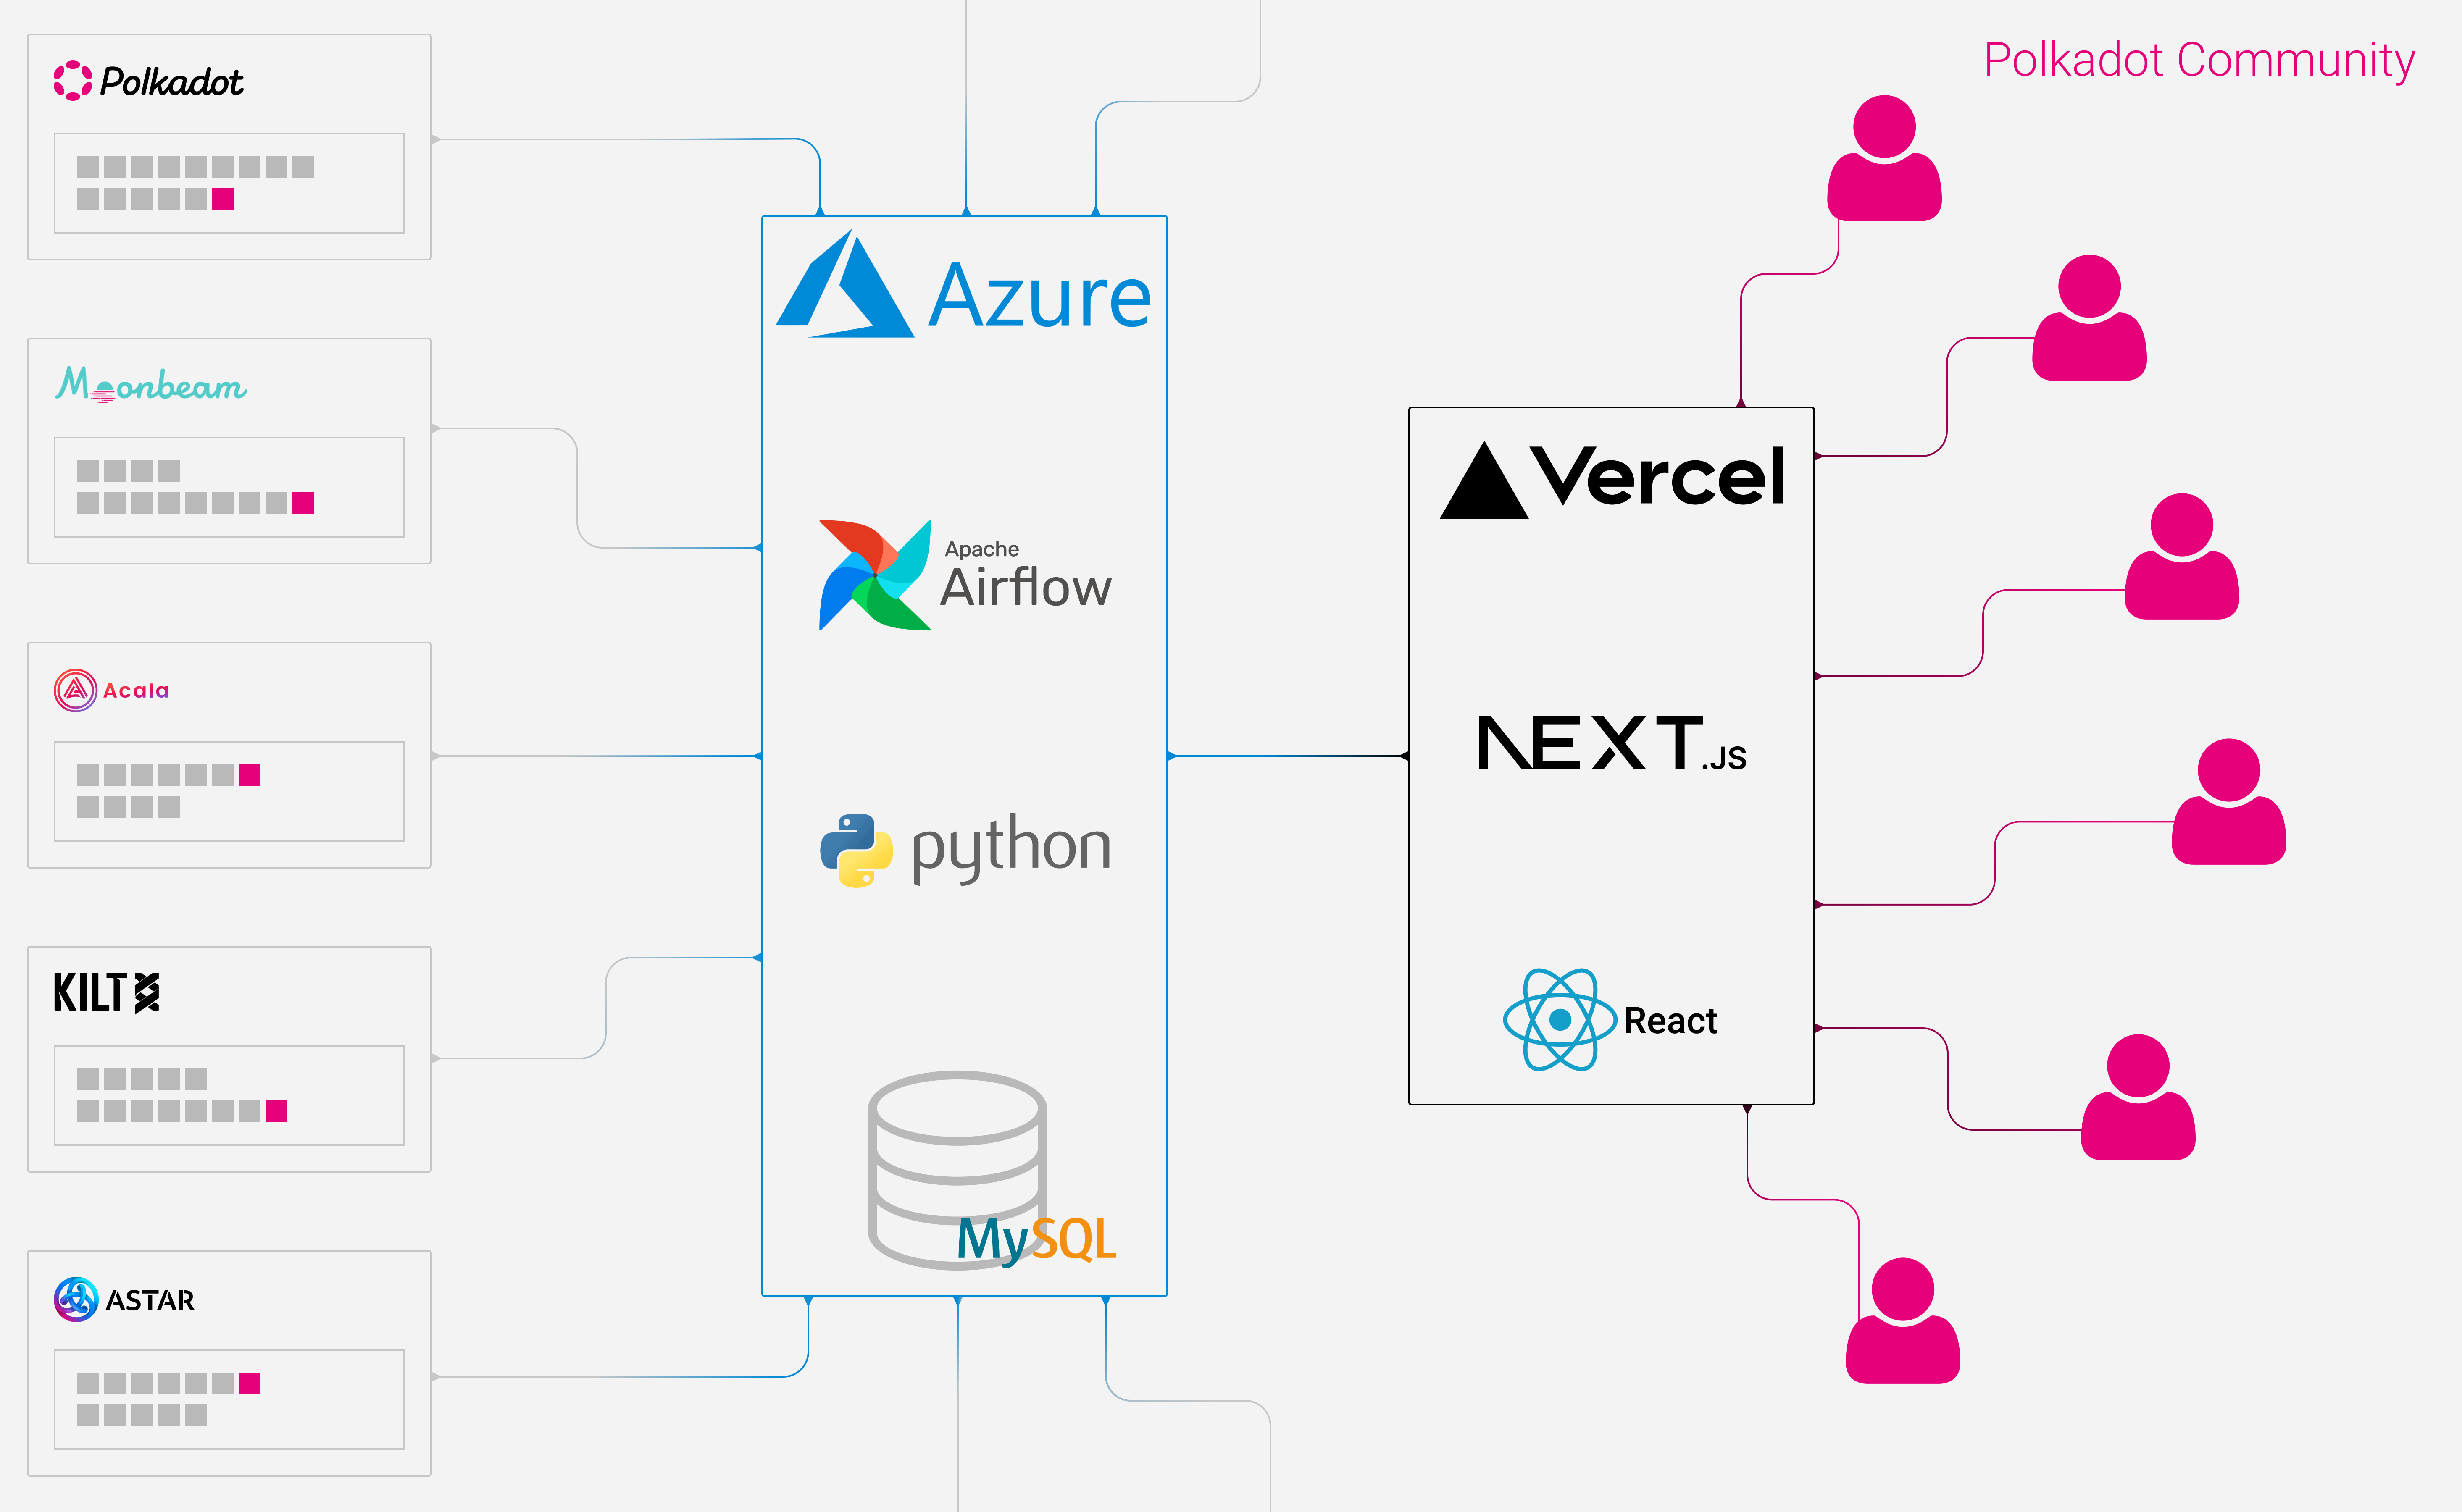 Polkadot
Moonbeam
Acala
KILT
ASTAR
Azure
Apache
Airflow
python
MySQL
Vercel
NEXT.JS
React
Polkadot Community